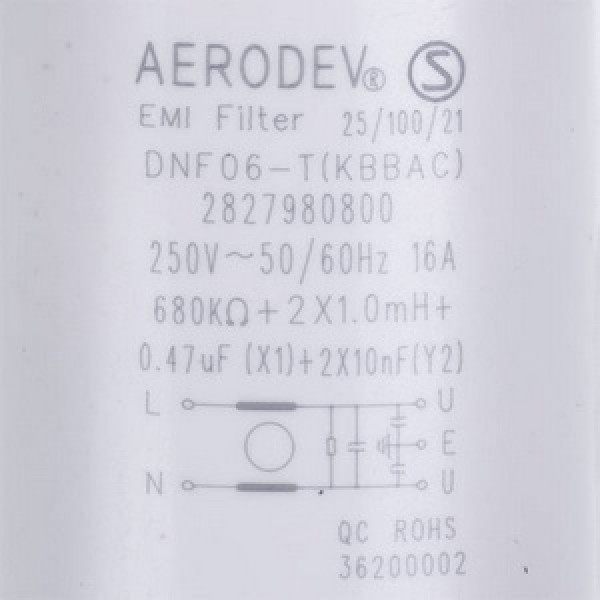 AERODEV® S
EMI Filter 25/100/21
DNF06-T(KBBAC)
2827980800
250V~50/60Hz 16A
680KΩ+2X1.0mH+
0.47uF (X1)+2X10nF(Y2)
L U
E
N U
QC ROHS
36200002